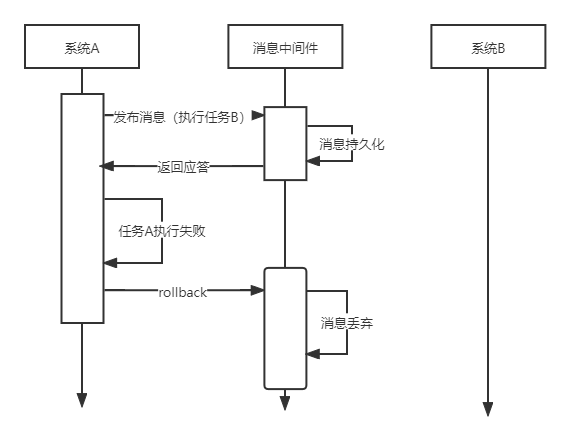 系统A
消息中间件
系统B
发布消息（执行任务B）
消息持久化
返回应答
任务A执行失败
rollback
消息丢弃